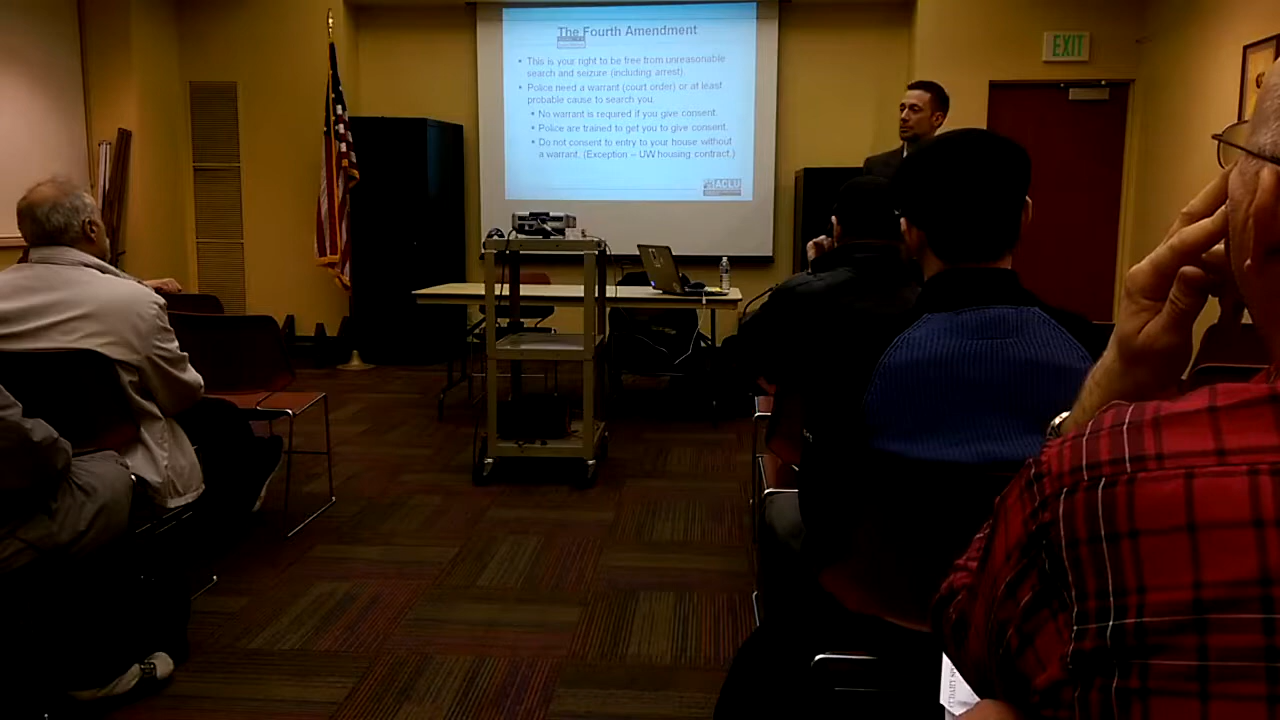 The Fourth Amendment
EXIT
• This is your right to be free from unreasonable
search and seizure (including arrest).
• Police need a warrant (court order) or at least
probable cause to search you.
• No warrant is required if you give consent.
• Police are trained to get you to give consent.
• Do not consent to entry to your house without
a warrant. (Exception – UW housing contract.)
ACLU